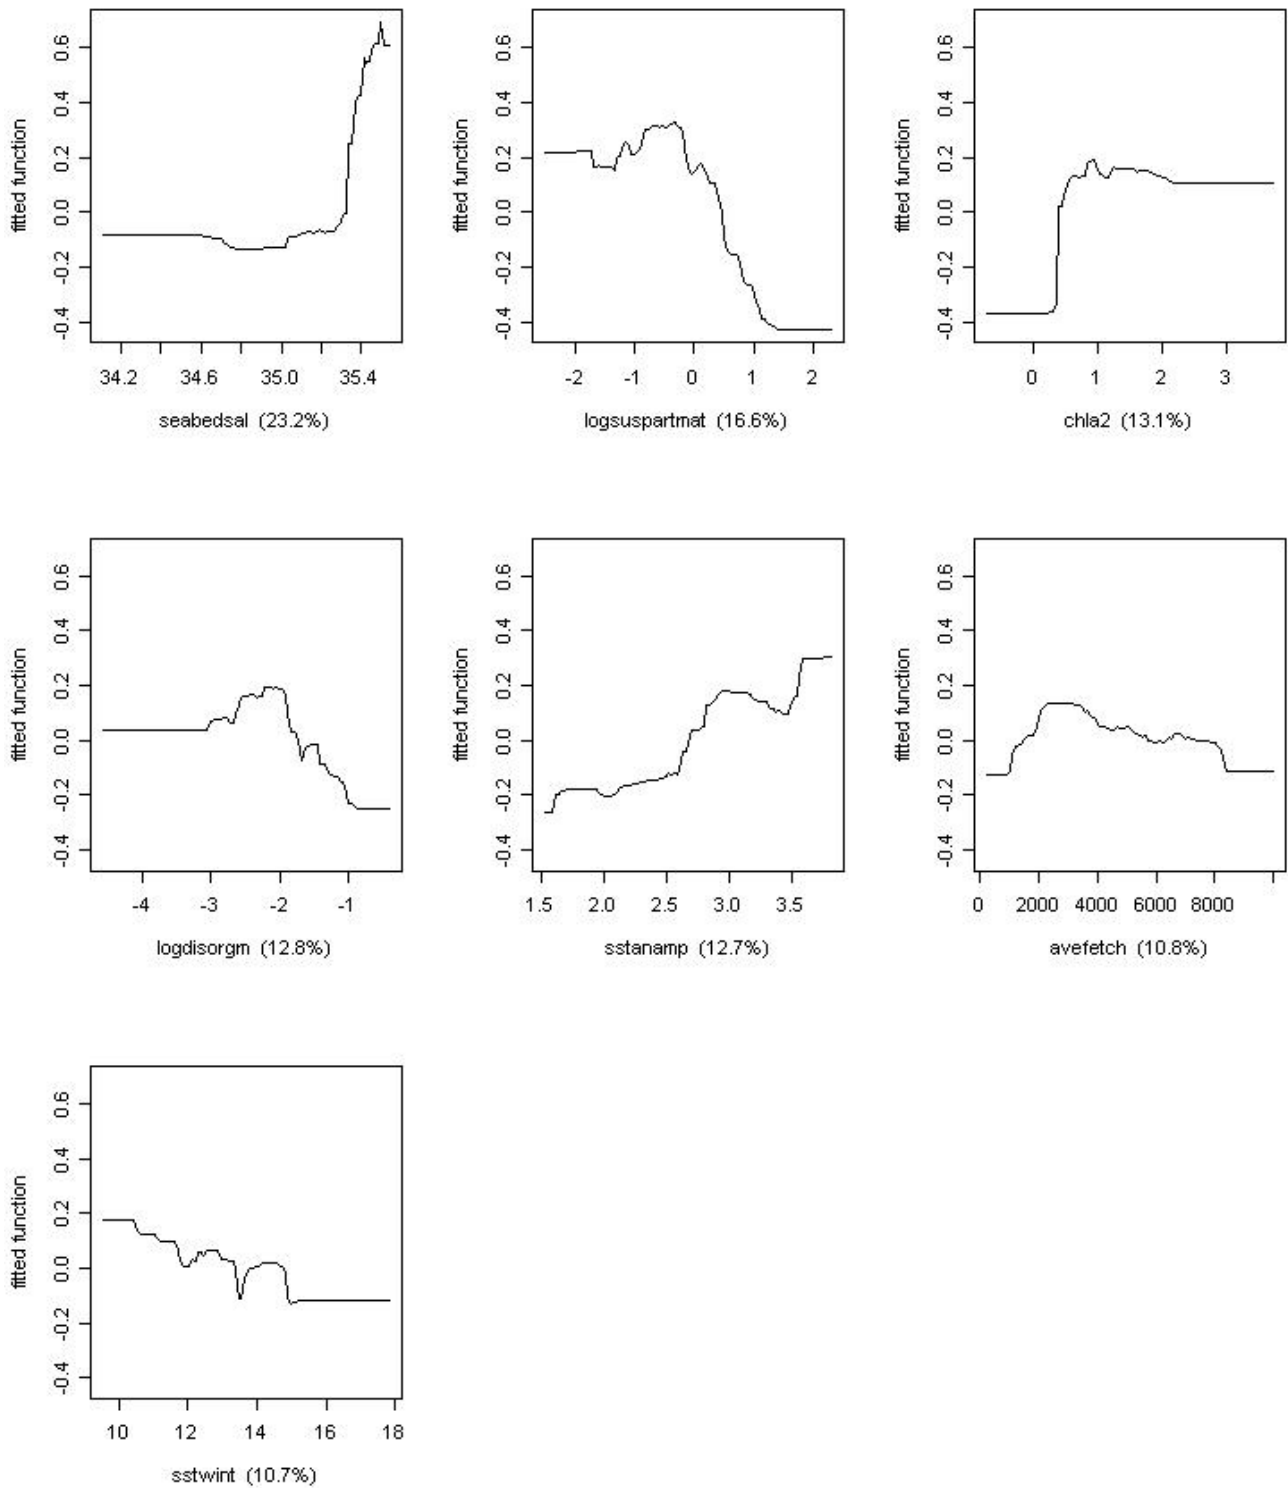 fitted function
-0.4 -0.2 0.0 0.2 0.4 0.6
34.2 34.6 35.0 35.4
seabedsal (23.2%)
fitted function
-0.4 -0.2 0.0 0.2 0.4 0.6
-2 -1 0 1 2
logsuspartmat (16.6%)
fitted function
-0.4 -0.2 0.0 0.2 0.4 0.6
0 1 2 3
chla2 (13.1%)
fitted function
-0.4 -0.2 0.0 0.2 0.4 0.6
-4 -3 -2 -1
logdisorgm (12.8%)
fitted function
-0.4 -0.2 0.0 0.2 0.4 0.6
1.5 2.0 2.5 3.0 3.5
sstanamp (12.7%)
fitted function
-0.4 -0.2 0.0 0.2 0.4 0.6
0 2000 4000 6000 8000
avefetch (10.8%)
fitted function
-0.4 -0.2 0.0 0.2 0.4 0.6
10 12 14 16 18
sstwint (10.7%)